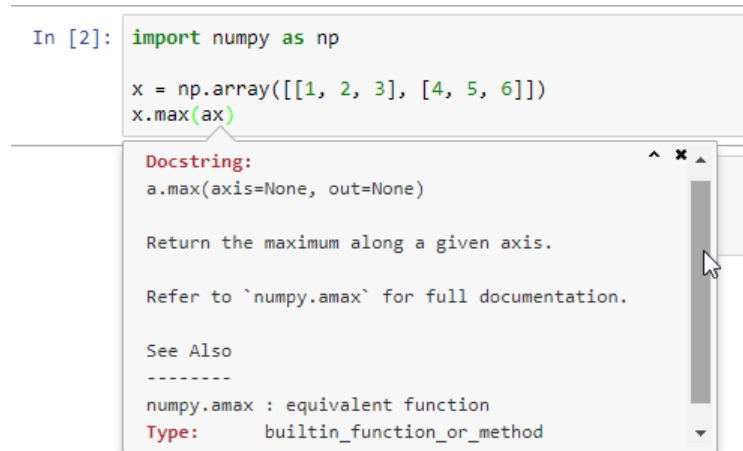 In [2]: import numpy as np
x = np.array([[1, 2, 3], [4, 5, 6]])
x.max(ax)
Docstring:
a.max(axis=None, out=None)
Return the maximum along a given axis.
Refer to `numpy.amax` for full documentation.
See Also
--------
numpy.amax : equivalent function
Type: builtin_function_or_method